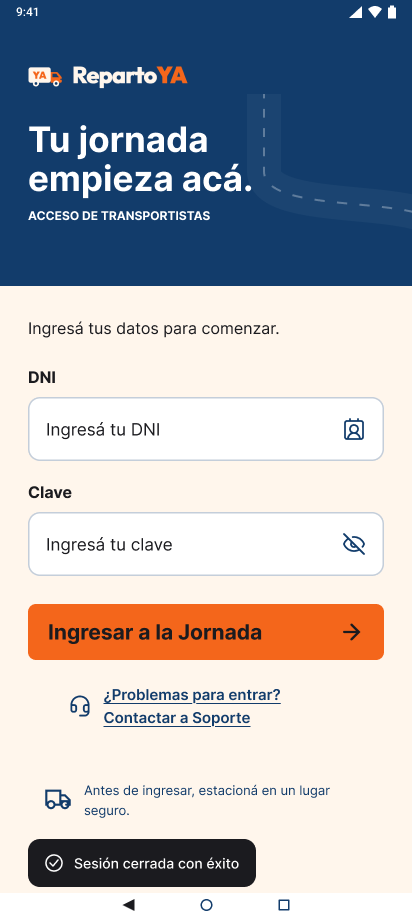 9:41
YA RepartoYA
Tu jornada
empieza acá.
ACCESO DE TRANSPORTISTAS
Ingresá tus datos para comenzar.
DNI
Ingresá tu DNI
Clave
Ingresá tu clave
Ingresar a la Jornada
¿Problemas para entrar?
Contactar a Soporte
Antes de ingresar, estacioná en un lugar
seguro.
Sesión cerrada con éxito